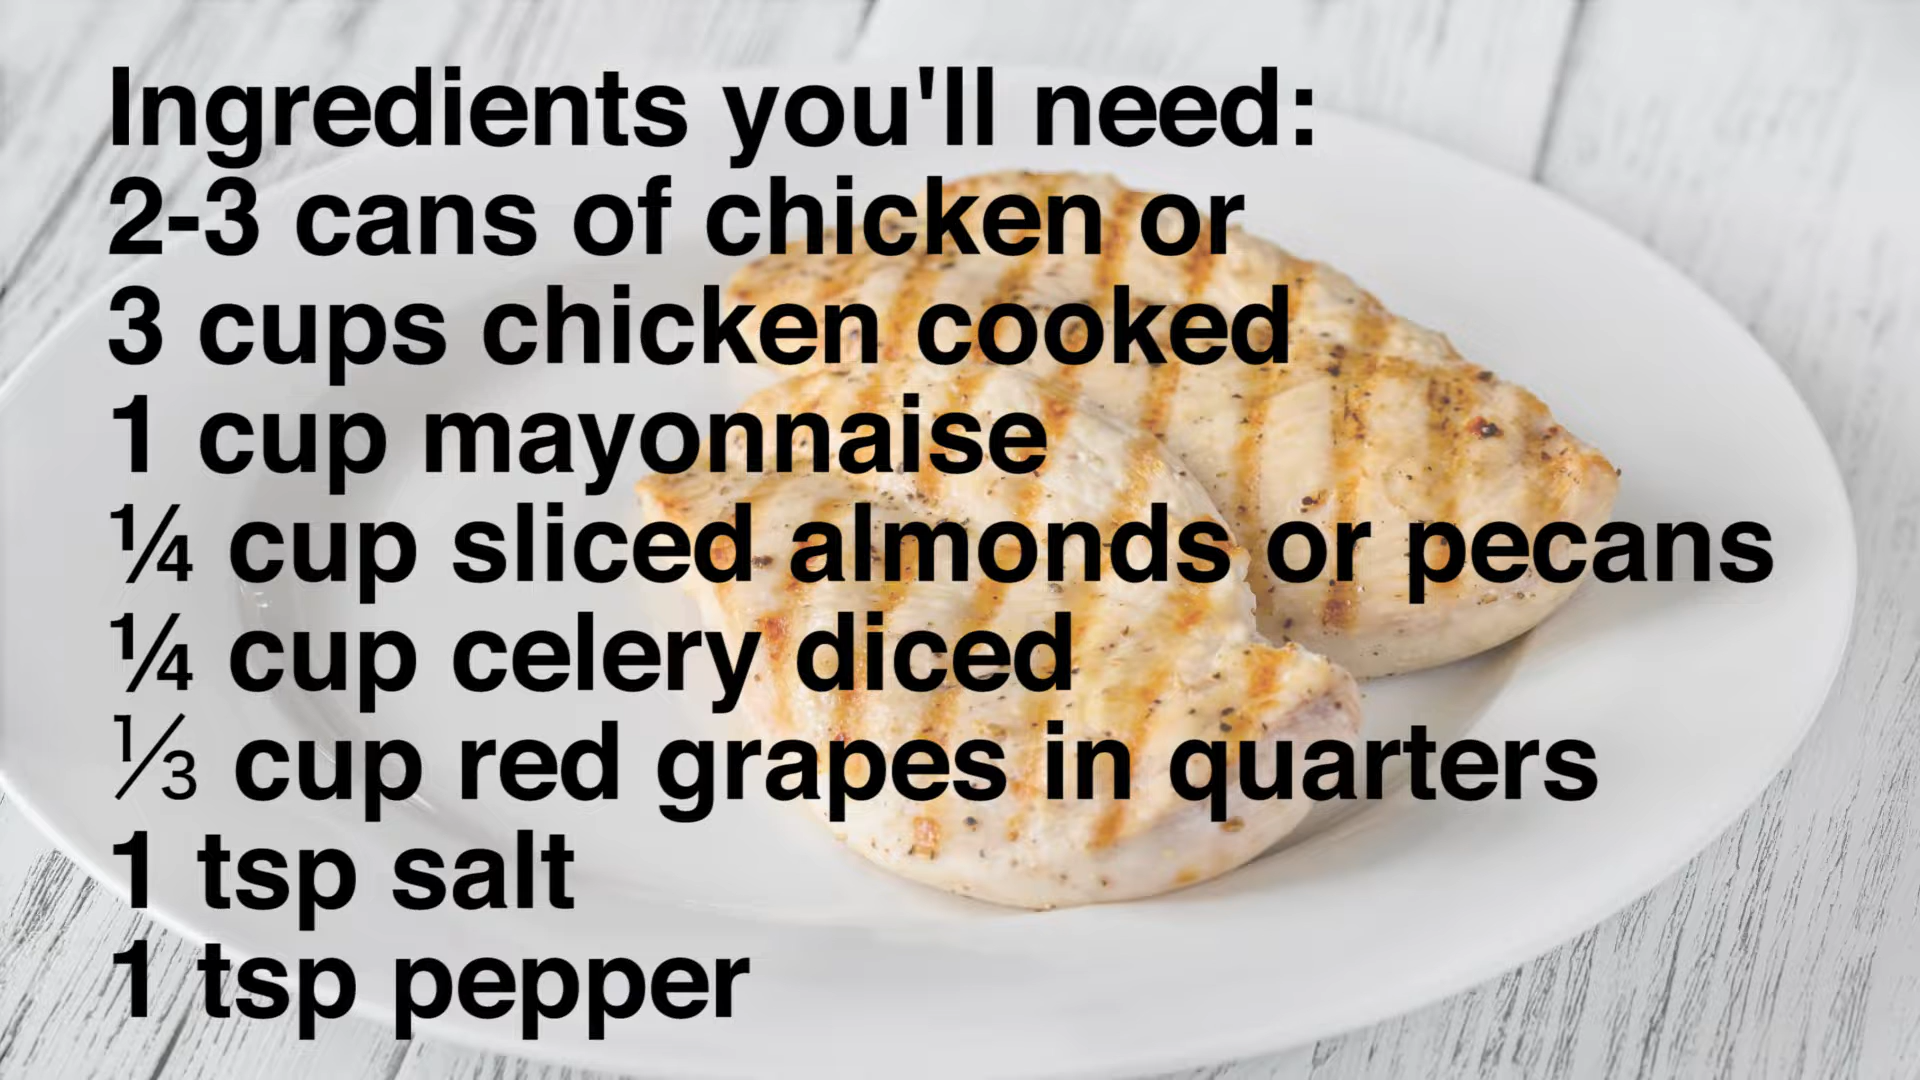 Ingredients you'll need:
2-3 cans of chicken or
3 cups chicken cooked
1 cup mayonnaise
¼ cup sliced almonds or pecans
¼ cup celery diced
⅓ cup red grapes in quarters
1 tsp salt
1 tsp pepper